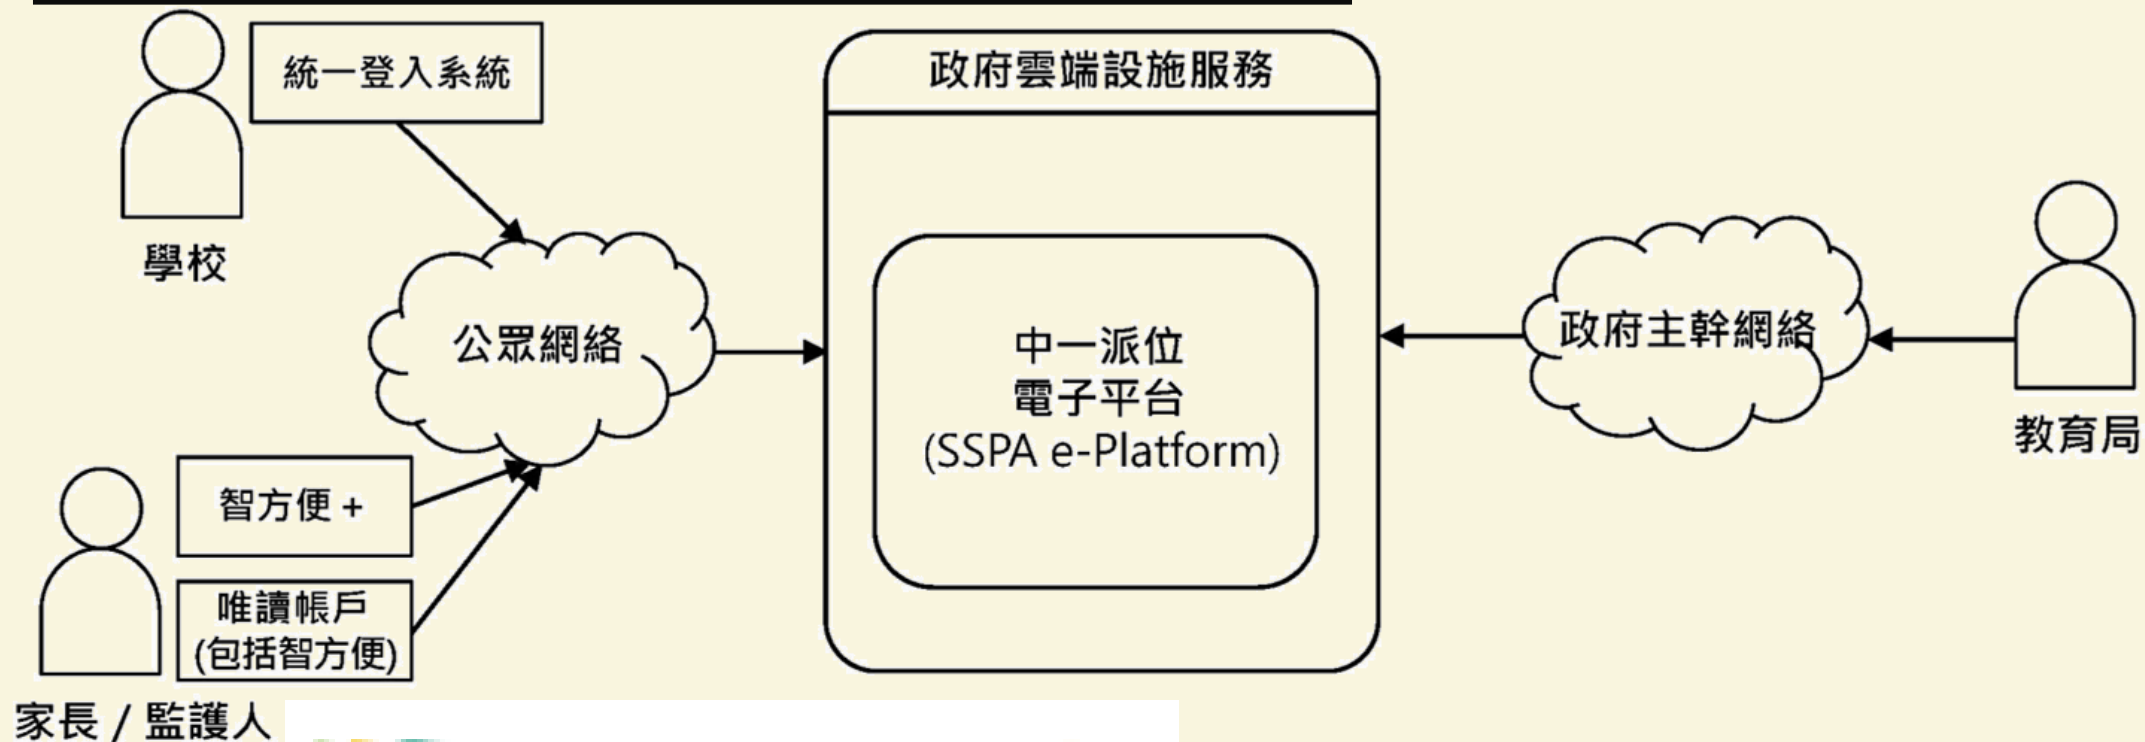 統一登入系統
學校
政府雲端設施服務
公眾網絡
中一派位
電子平台
(SSPA e-Platform)
政府主幹網絡
教育局
智方便 +
唯讀帳戶
(包括智方便)
家長 / 監護人